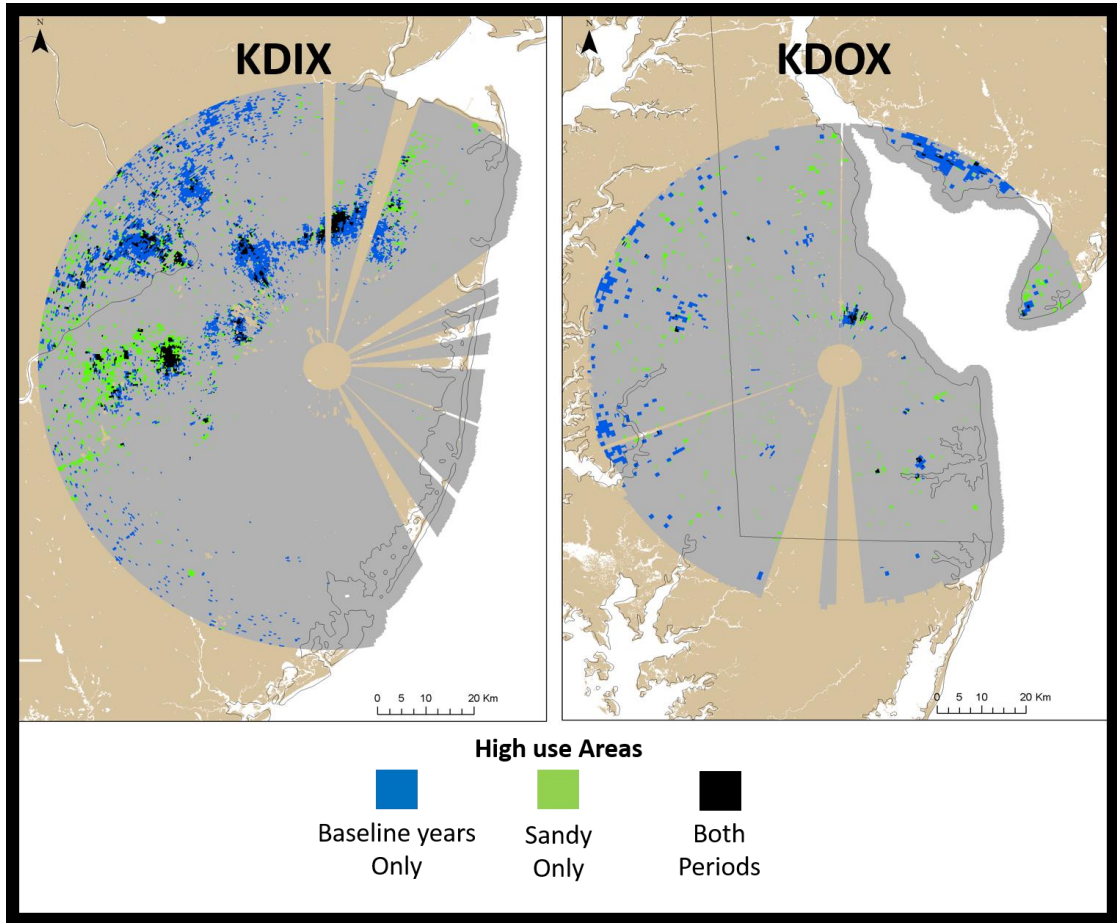 N
KDIX
N
KDOX
0 5 10 20 Km
0 5 10 20 Km
High use Areas
Baseline years
Only
Sandy
Only
Both
Periods